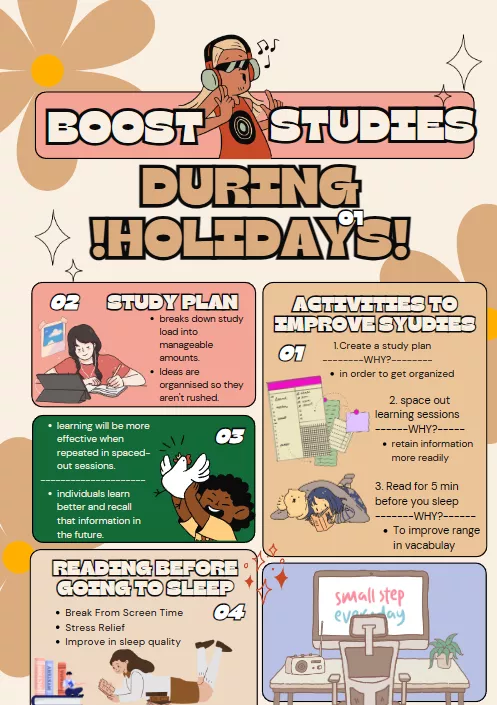 BOOST STUDIES
DURING
!HOLIDAYS!
01
02 STUDY PLAN
breaks down study
load into
manageable
amounts.
Ideas are
organnised so they
aren't rushed.
ACTIVITIES TO
IMPROVE SYUDIES
01
1.Create a study plan
--------WHY?--------
in order to get organized
2. space out
learning sessions
------WHY?-----
retain information
more readily
3. Read for 5 min
before you sleep
-------WHY?------
To improve range
in vacabulay
03
learning will be more
effective when
repeated in spaced-
out sessions.
---------------------
individuals learn
better and recall
that information in
the future.
READING BEFORE
GOING TO SLEEP
04
Break From Screen Time
Stress Relief
Improve in sleep quality
small step
everyday